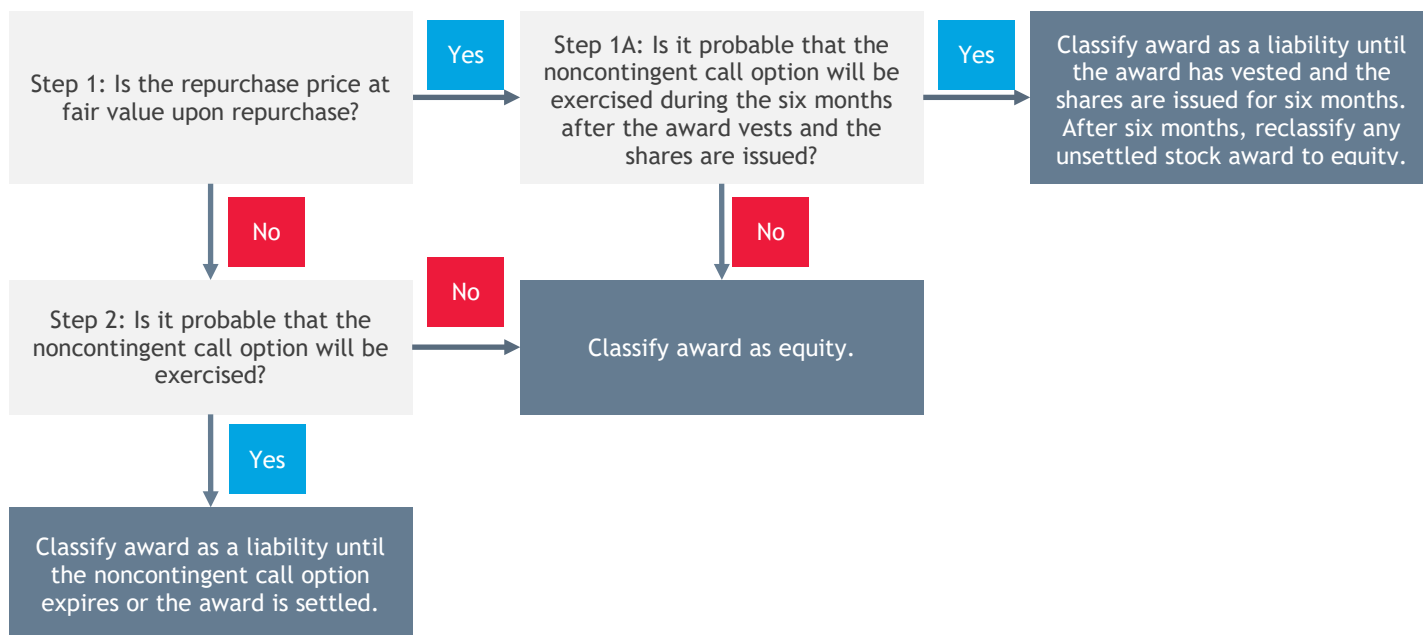 Step 1: Is the repurchase price at
fair value upon repurchase?
Yes
Step 1A: Is it probable that the
noncontingent call option will be
exercised during the six months
after the award vests and the
shares are issued?
Yes
Classify award as a liability until
the award has vested and the
shares are issued for six months.
After six months, reclassify any
unsettled stock award to equity.
No
No
No
Step 2: Is it probable that the
noncontingent call option will be
exercised?
Classify award as equity.
Yes
Classify award as a liability until
the noncontingent call option
expires or the award is settled.